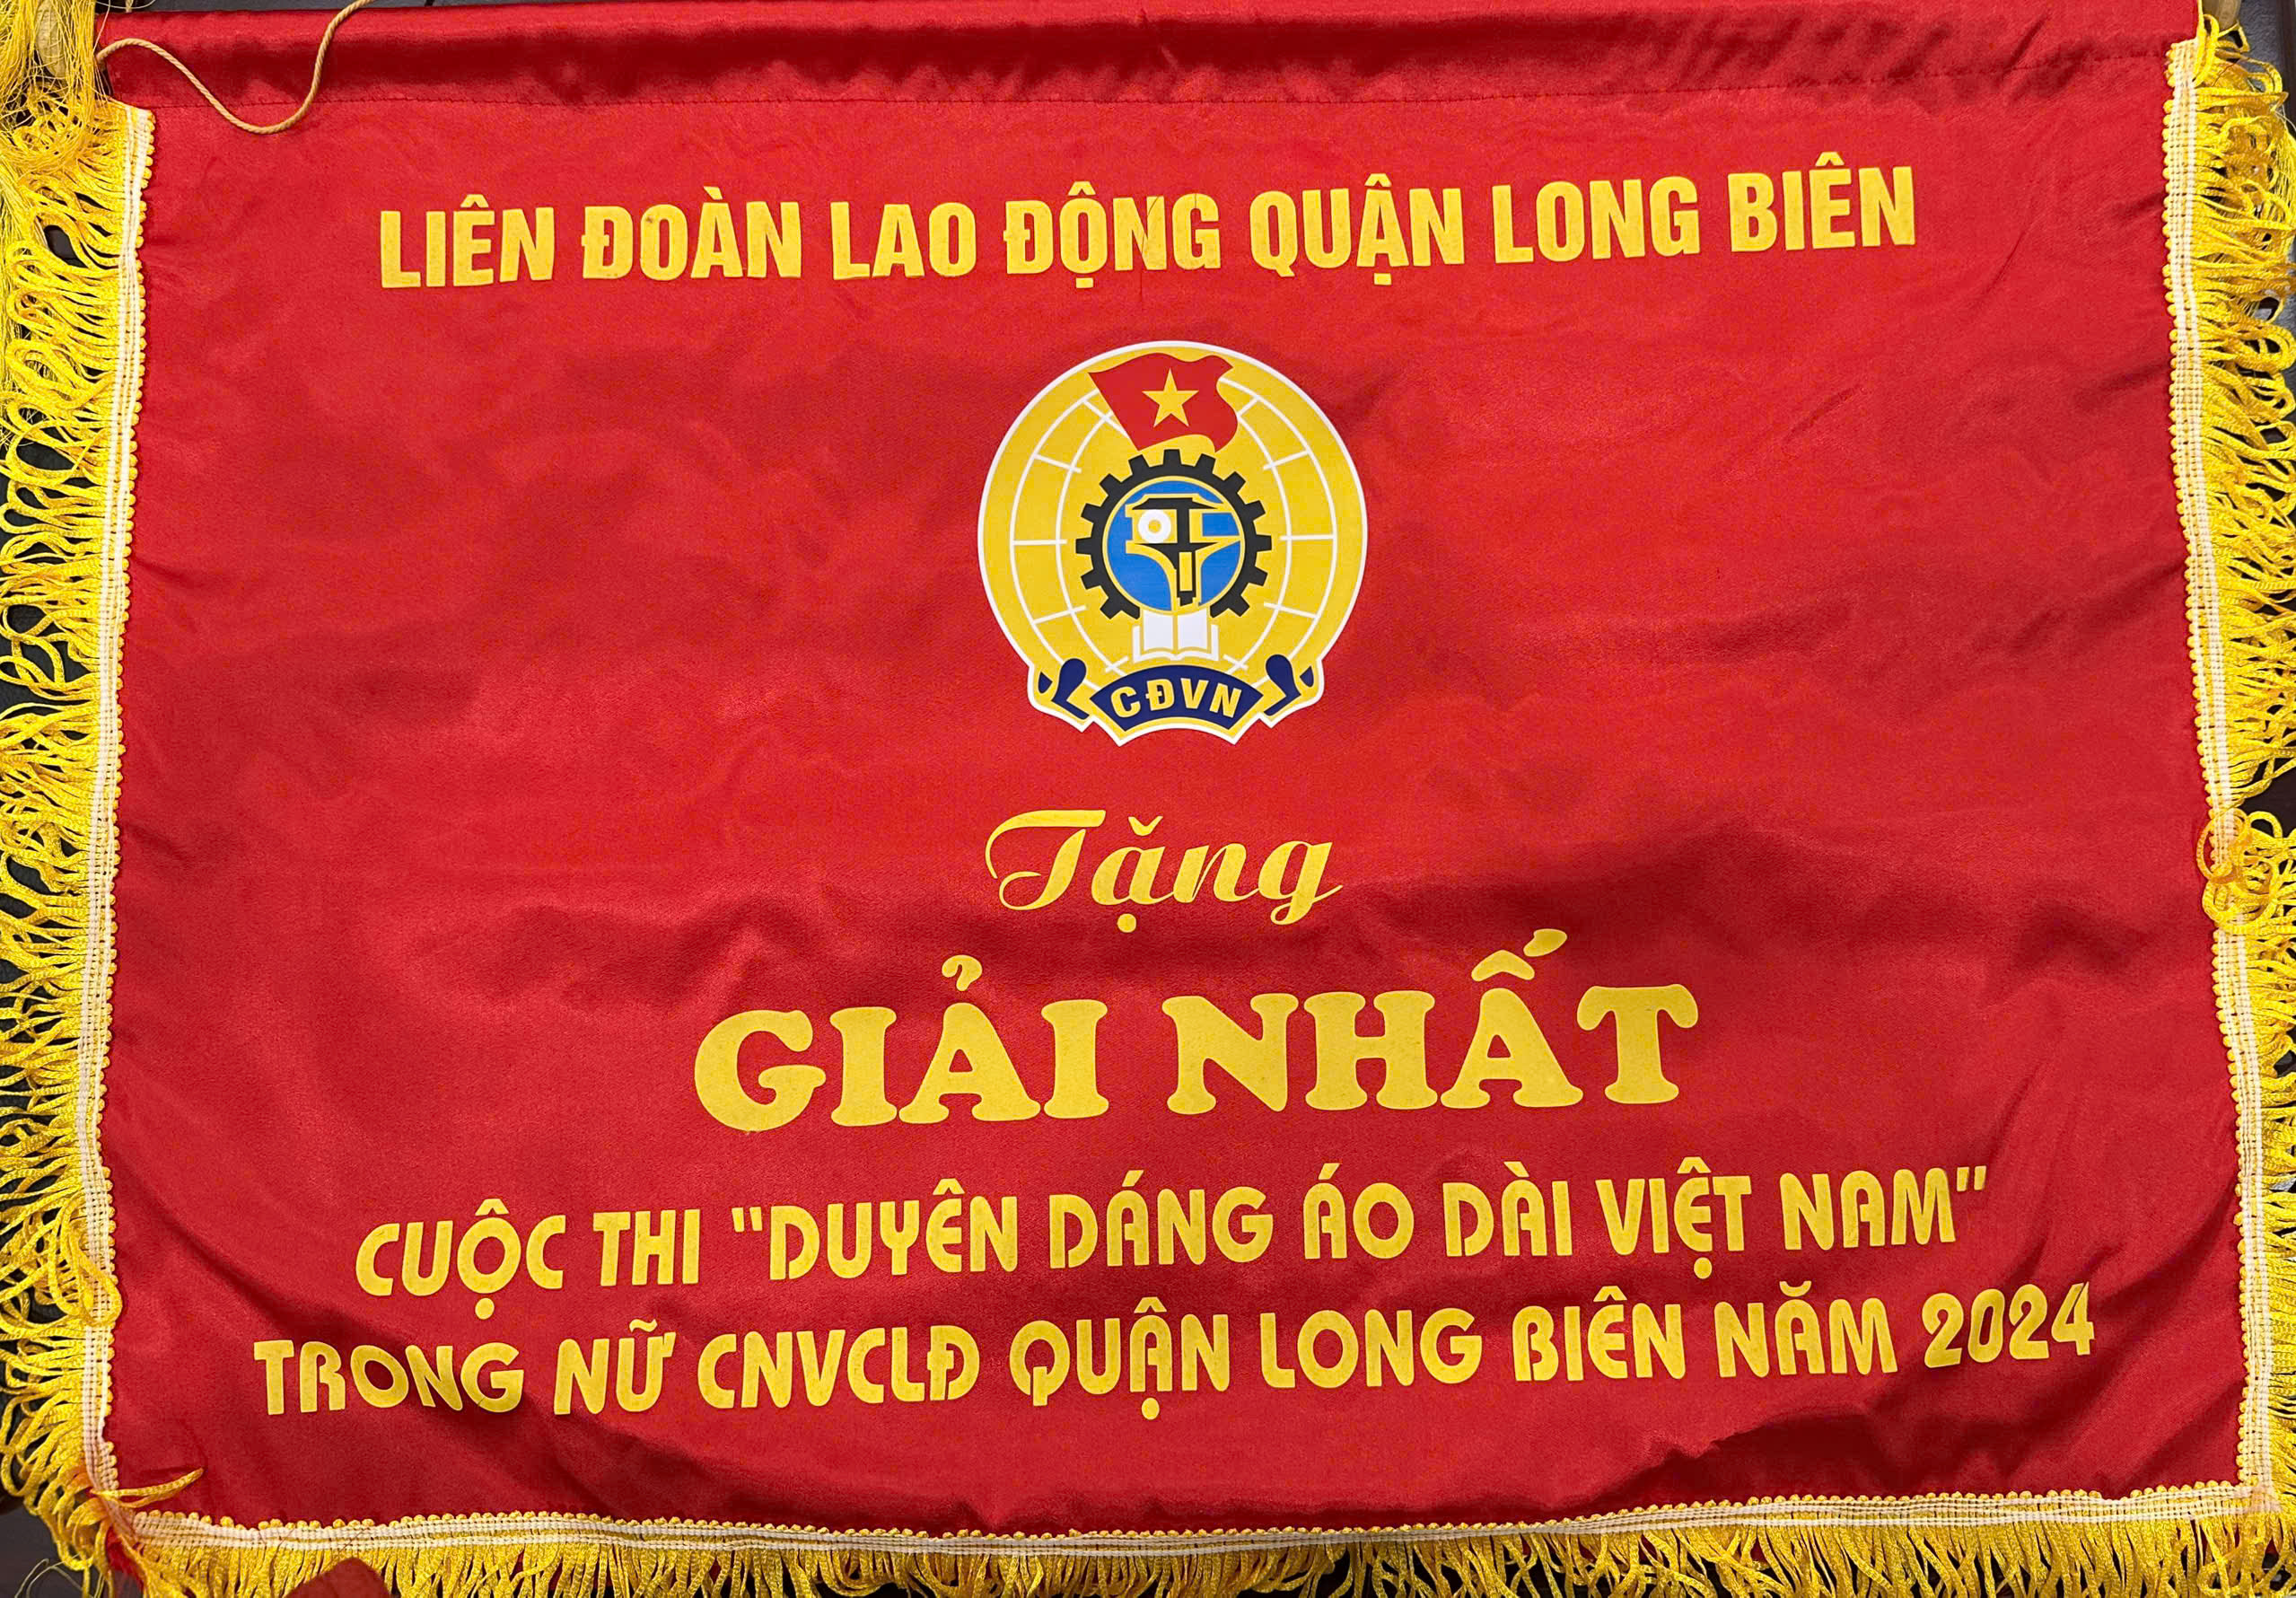 LIÊN ĐOÀN LAO ĐỘNG QUẬN LONG BIÊN
CĐVN
Tặng
GIẢI NHẤT
CUỘC THI "DUYÊN DÁNG ÁO DÀI VIỆT NAM"
TRONG NỮ CNVCLĐ QUẬN LONG BIÊN NĂM 2024